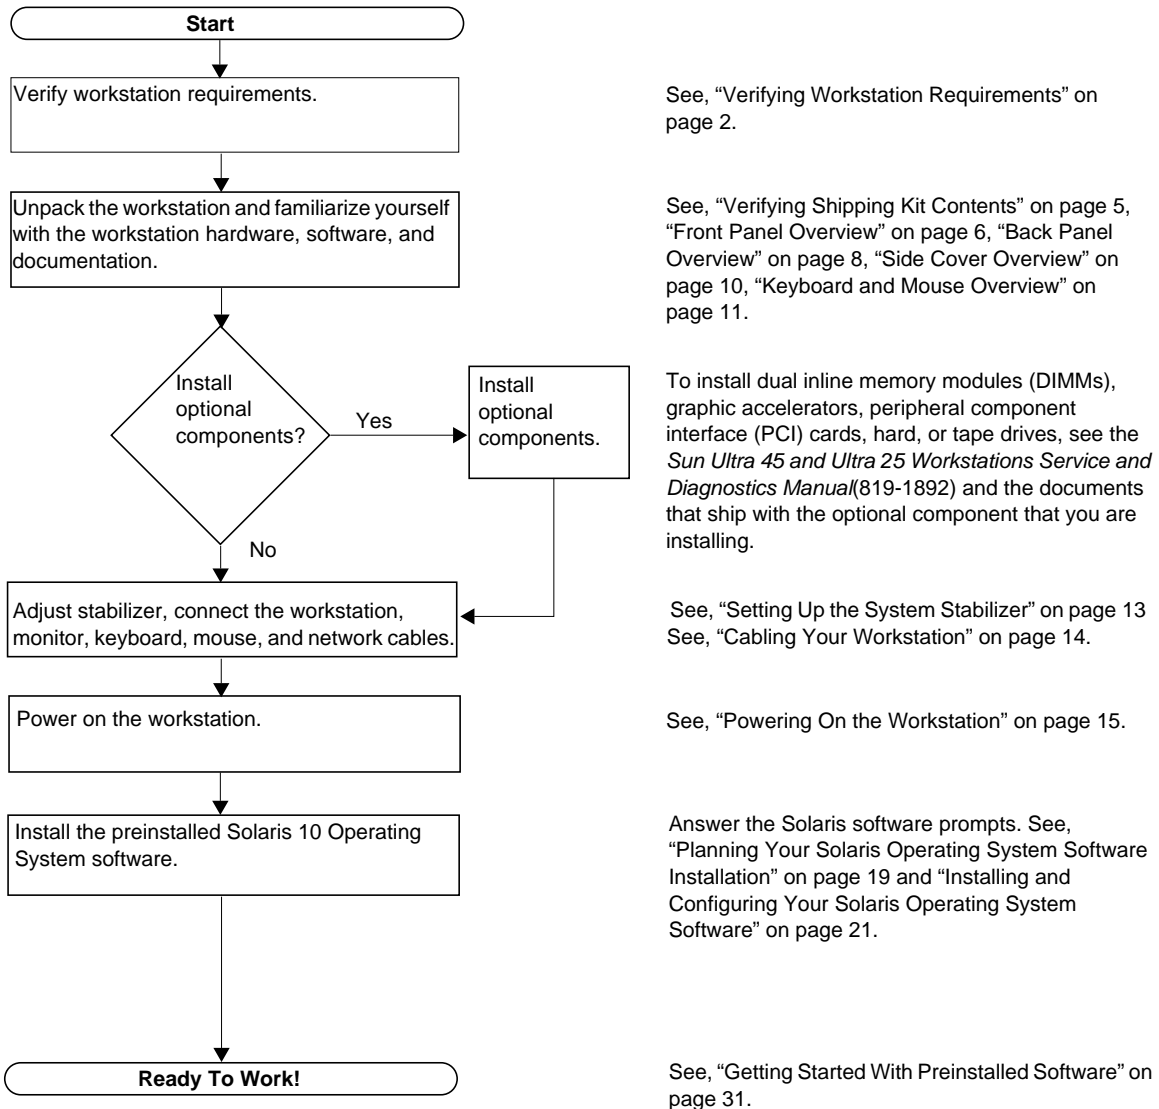 Start
Verify workstation requirements.
See, “Verifying Workstation Requirements” on
page 2.
Unpack the workstation and familiarize yourself
with the workstation hardware, software, and
documentation.
See, “Verifying Shipping Kit Contents” on page 5,
“Front Panel Overview” on page 6, “Back Panel
Overview” on page 8, “Side Cover Overview” on
page 10, “Keyboard and Mouse Overview” on
page 11.
Install
optional
components?
Yes
Install
optional
components.
To install dual inline memory modules (DIMMs),
graphic accelerators, peripheral component
interface (PCI) cards, hard, or tape drives, see the
Sun Ultra 45 and Ultra 25 Workstations Service and
Diagnostics Manual(819-1892) and the documents
that ship with the optional component that you are
installing.
No
Adjust stabilizer, connect the workstation,
monitor, keyboard, mouse, and network cables.
See, “Setting Up the System Stabilizer” on page 13
See, “Cabling Your Workstation” on page 14.
Power on the workstation.
See, “Powering On the Workstation” on page 15.
Install the preinstalled Solaris 10 Operating
System software.
Answer the Solaris software prompts. See,
“Planning Your Solaris Operating System Software
Installation” on page 19 and “Installing and
Configuring Your Solaris Operating System
Software” on page 21.
Ready To Work!
See, “Getting Started With Preinstalled Software” on
page 31.